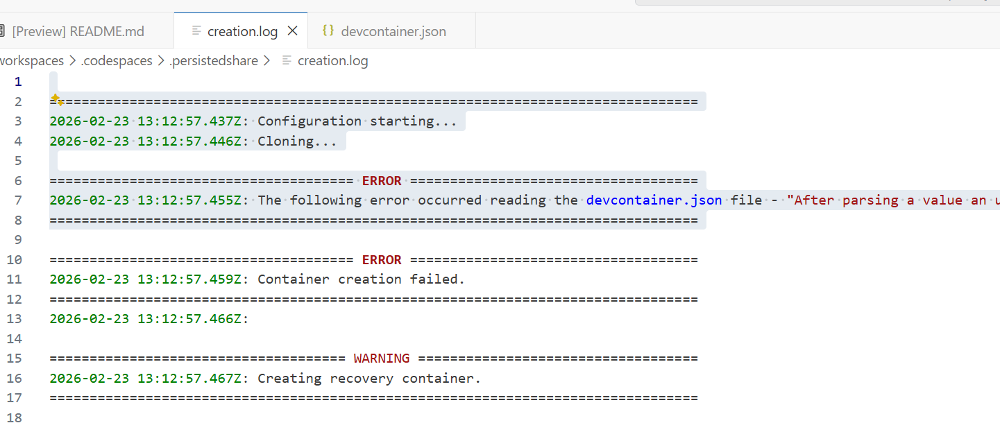 [Preview] README.md
creation.log
devcontainer.json
workspaces > .codespaces > .persistedshare > creation.log
1
2 =================================================================================
3 2026-02-23 13:12:57.437Z: Configuration starting...
4 2026-02-23 13:12:57.446Z: Cloning...
5
6 ====================================== ERROR ====================================
7 2026-02-23 13:12:57.455Z: The following error occurred reading the devcontainer.json file - "After parsing a value an
8 =================================================================================
9
10 ====================================== ERROR ====================================
11 2026-02-23 13:12:57.459Z: Container creation failed.
12 =================================================================================
13 2026-02-23 13:12:57.466Z:
14
15 ===================================== WARNING ===================================
16 2026-02-23 13:12:57.467Z: Creating recovery container.
17 =================================================================================
18